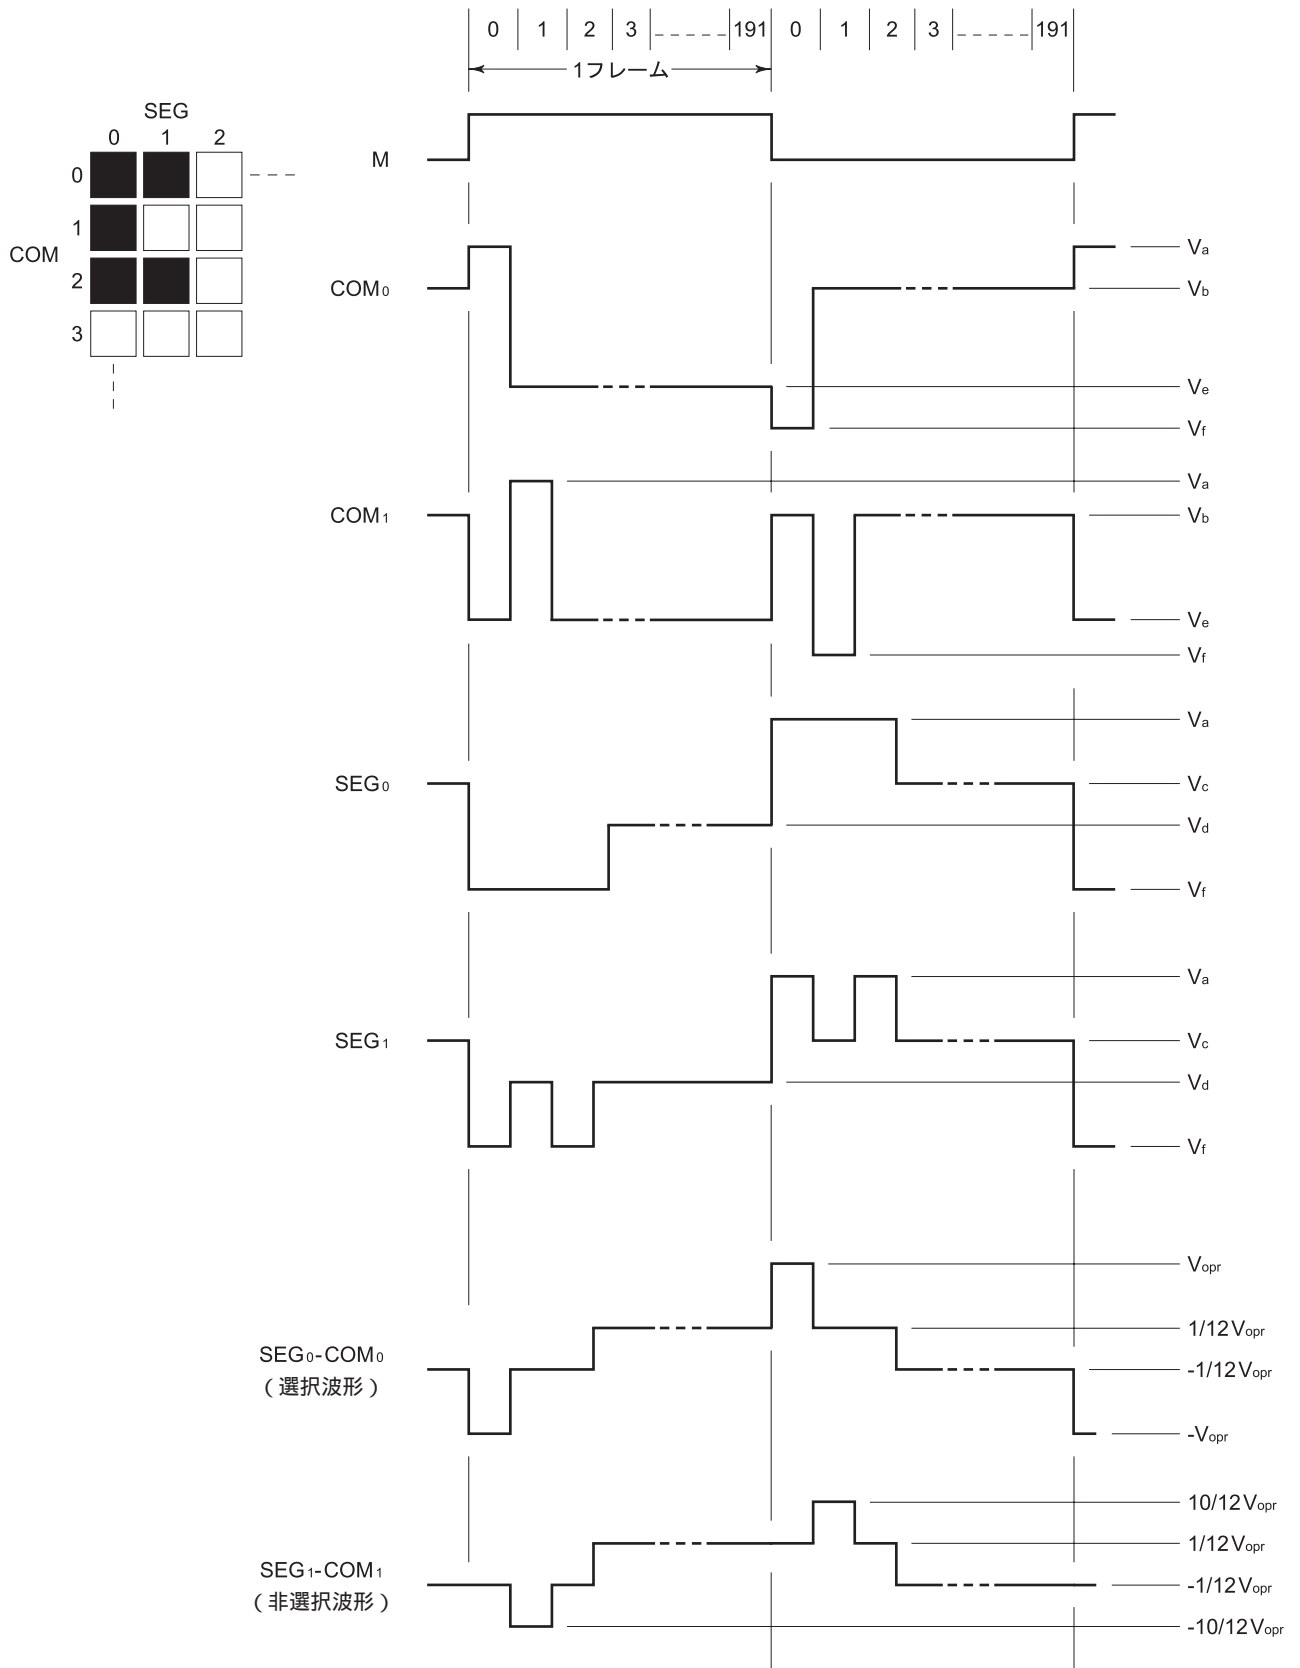 0 1 2 3 191 0 1 2 3 191
1フレーム
SEG
0 1 2
0
1
COM
2
3
M
COM0
Va
Vb
Ve
Vf
COM1
Va
Vb
Ve
Vf
SEG0
Va
Vc
Vd
Vf
SEG1
Va
Vc
Vd
Vf
SEG0-COM0
(選択波形)
Vopr
1/12Vopr
-1/12Vopr
-Vopr
SEG1-COM1
(非選択波形)
10/12Vopr
1/12Vopr
-1/12Vopr
-10/12Vopr